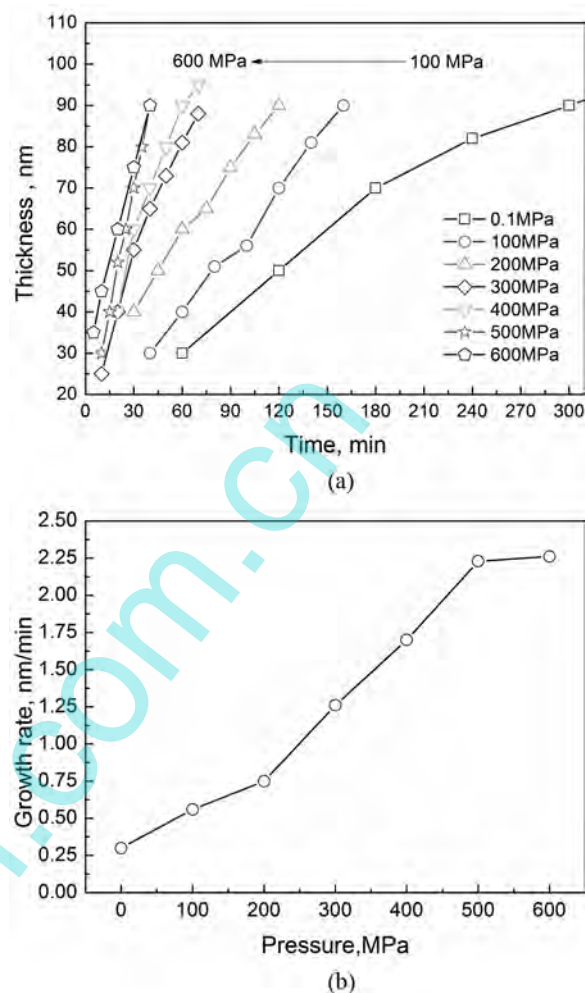 110
100
90
80
70
60
50
40
30
20
Thickness , nm
600 MPa
100 MPa
0.1MPa
100MPa
200MPa
300MPa
400MPa
500MPa
600MPa
0 30 60 90 120 150 180 210 240 270 300
Time, min
(a)
2.50
2.25
2.00
1.75
1.50
1.25
1.00
0.75
0.50
0.25
0.00
Growth rate, nm/min
0 100 200 300 400 500 600
Pressure,MPa
(b)
.com.cn